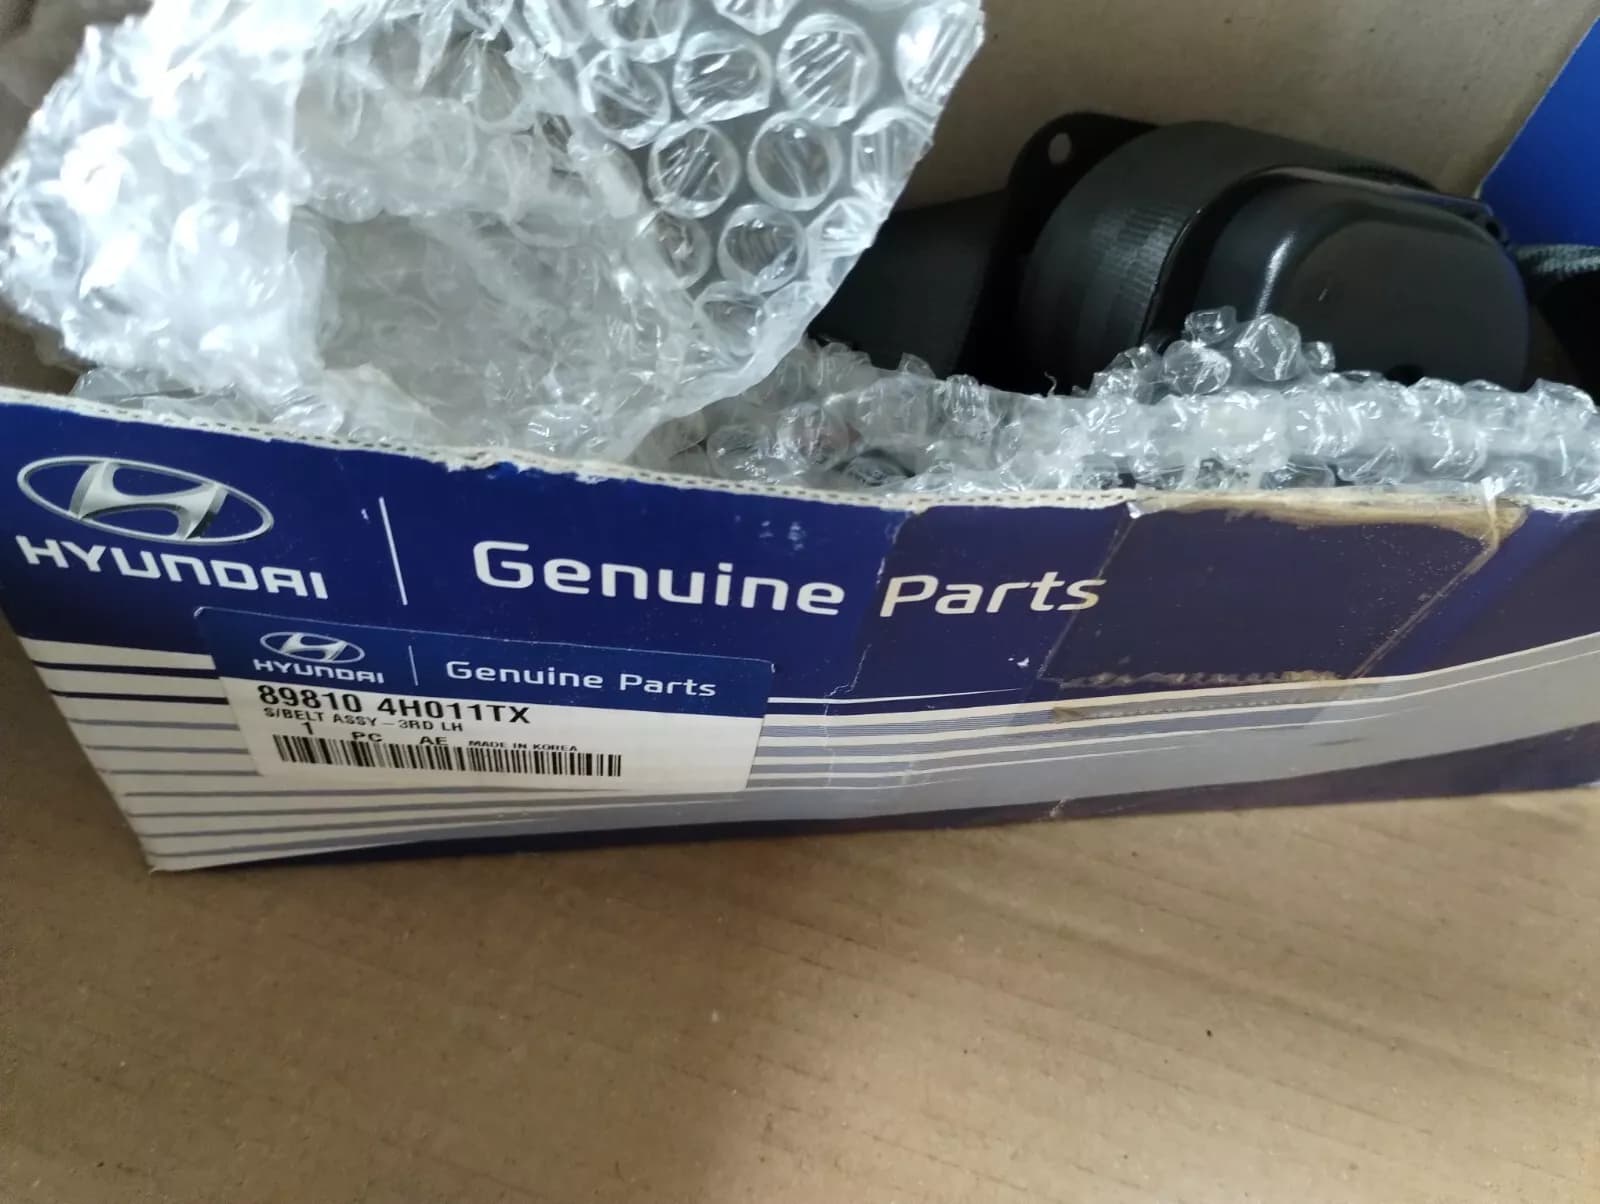 HYUNDAI
Genuine Parts
HYUNDAI
Genuine Parts
89810 4H011TX
S/BELT ASSY-3RD LH
1 PC AE MADE IN KOREA